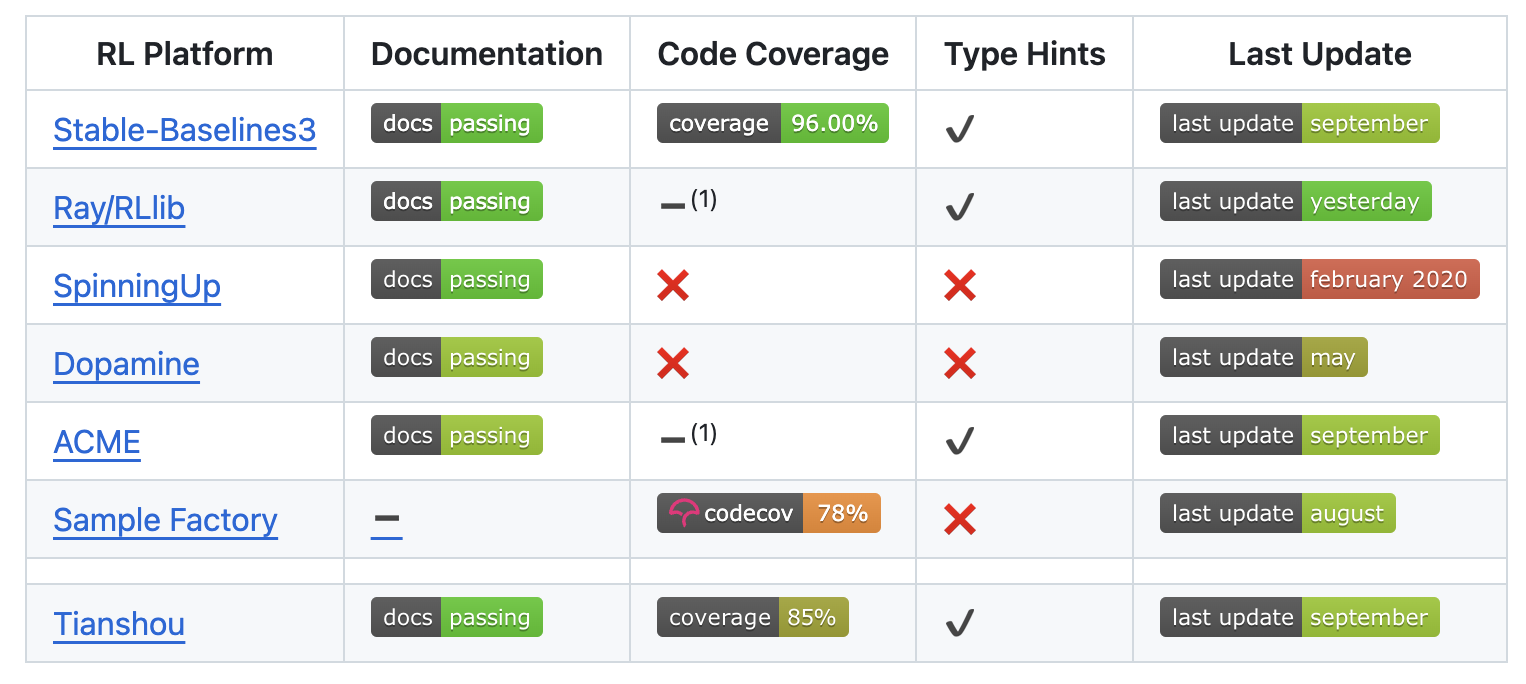 RL Platform Documentation Code Coverage Type Hints Last Update
Stable-Baselines3 docs passing coverage 96.00% ✔ last update september
Ray/RLlib docs passing ➖(1) ✔ last update yesterday
SpinningUp docs passing ❌ ❌ last update february 2020
Dopamine docs passing ❌ ❌ last update may
ACME docs passing ➖(1) ✔ last update september
Sample Factory ➖ codecov 78% ❌ last update august
Tianshou docs passing coverage 85% ✔ last update september